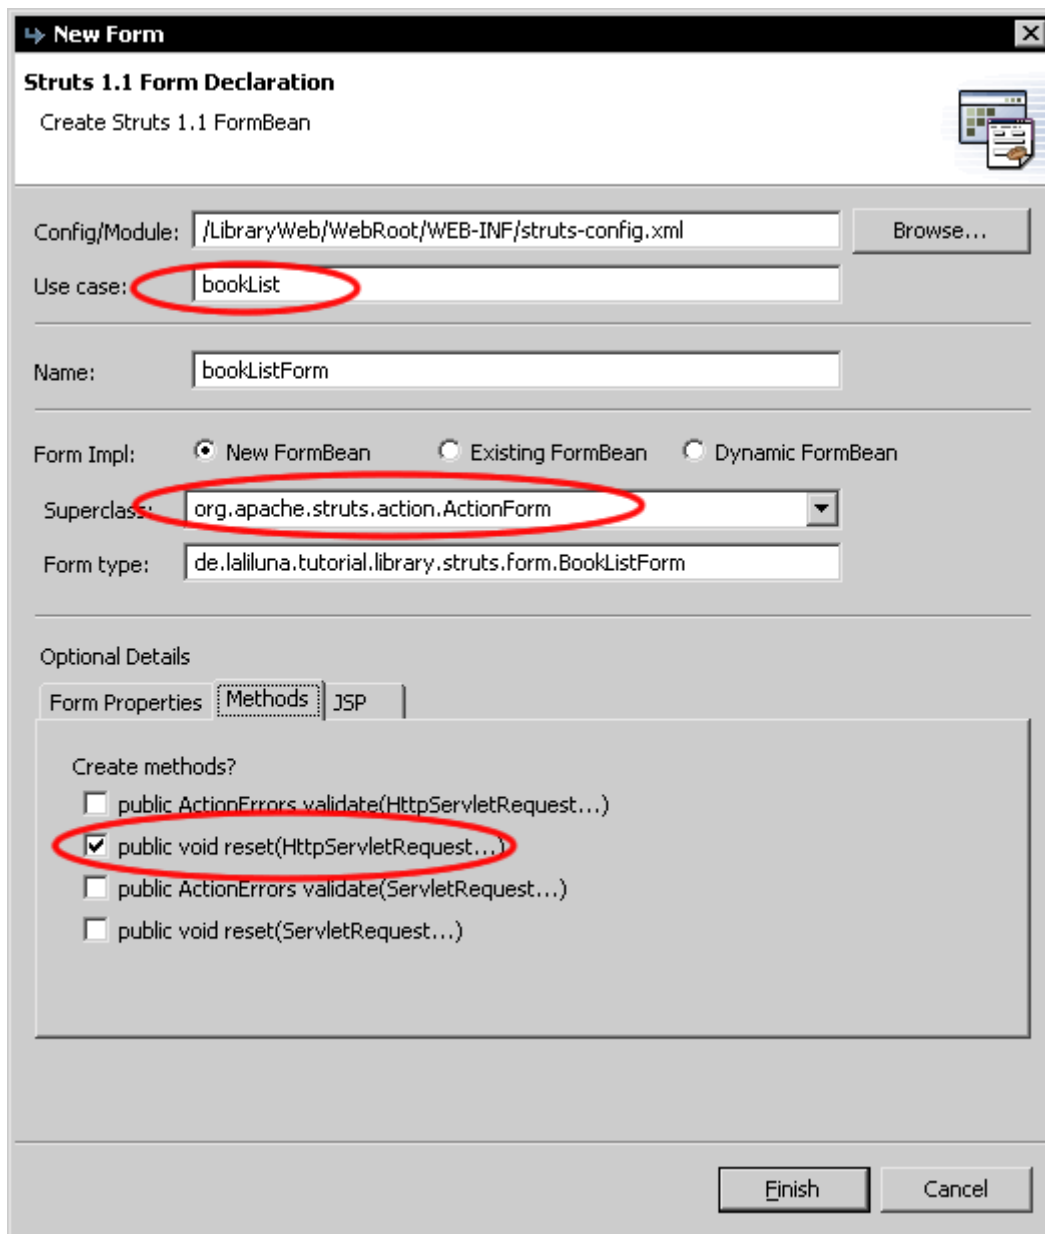 New Form
Struts 1.1 Form Declaration
Create Struts 1.1 FormBean
Config/Module: /LibraryWeb/WebRoot/WEB-INF/struts-config.xml Browse...
Use case: bookList
Name: bookListForm
Form Impl: New FormBean Existing FormBean Dynamic FormBean
Superclass: org.apache.struts.action.ActionForm
Form type: de.laliluna.tutorial.library.struts.form.BookListForm
Optional Details
Form Properties Methods JSP
Create methods?
public ActionErrors validate(HttpServletRequest...)
public void reset(HttpServletRequest...)
public ActionErrors validate(ServletRequest...)
public void reset(ServletRequest...)
Finish Cancel